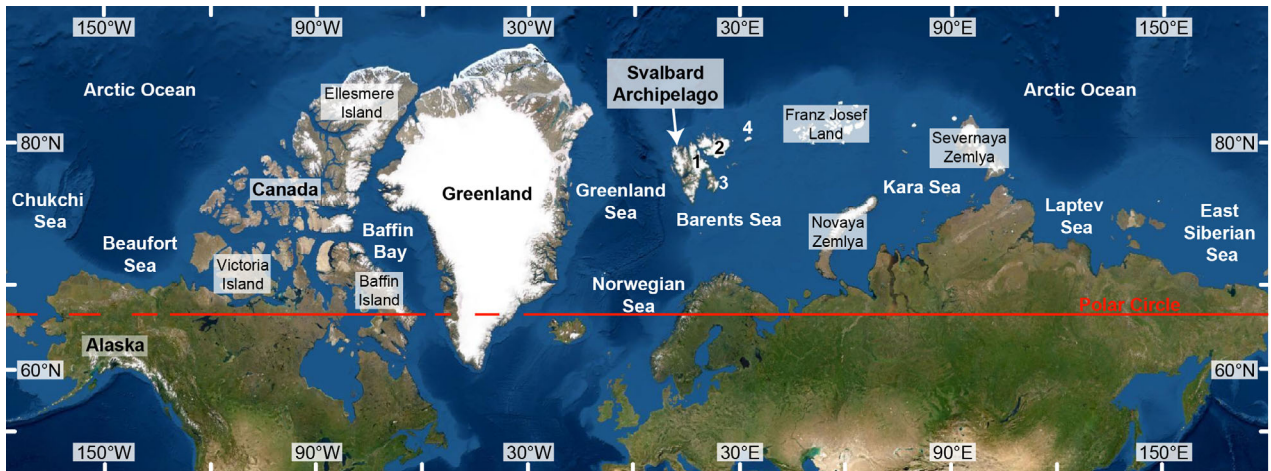 150°W
90°W
30°W
30°E
90°E
150°E
Arctic Ocean
Svalbard
Archipelago
Arctic Ocean
Ellesmere
Island
Franz Josef
Land
4
80°N
Severnaya
Zemlya
80°N
2
1
3
Canada
Greenland
Greenland
Sea
Kara Sea
Chukchi
Sea
Barents Sea
Laptev
Sea
East
Siberian
Sea
Novaya
Zemlya
Baffin
Bay
Beaufort
Sea
Victoria
Island
Baffin
Island
Norwegian
Sea
Polar Circle
Alaska
60°N
60°N
150°W
90°W
30°W
30°E
90°E
150°E